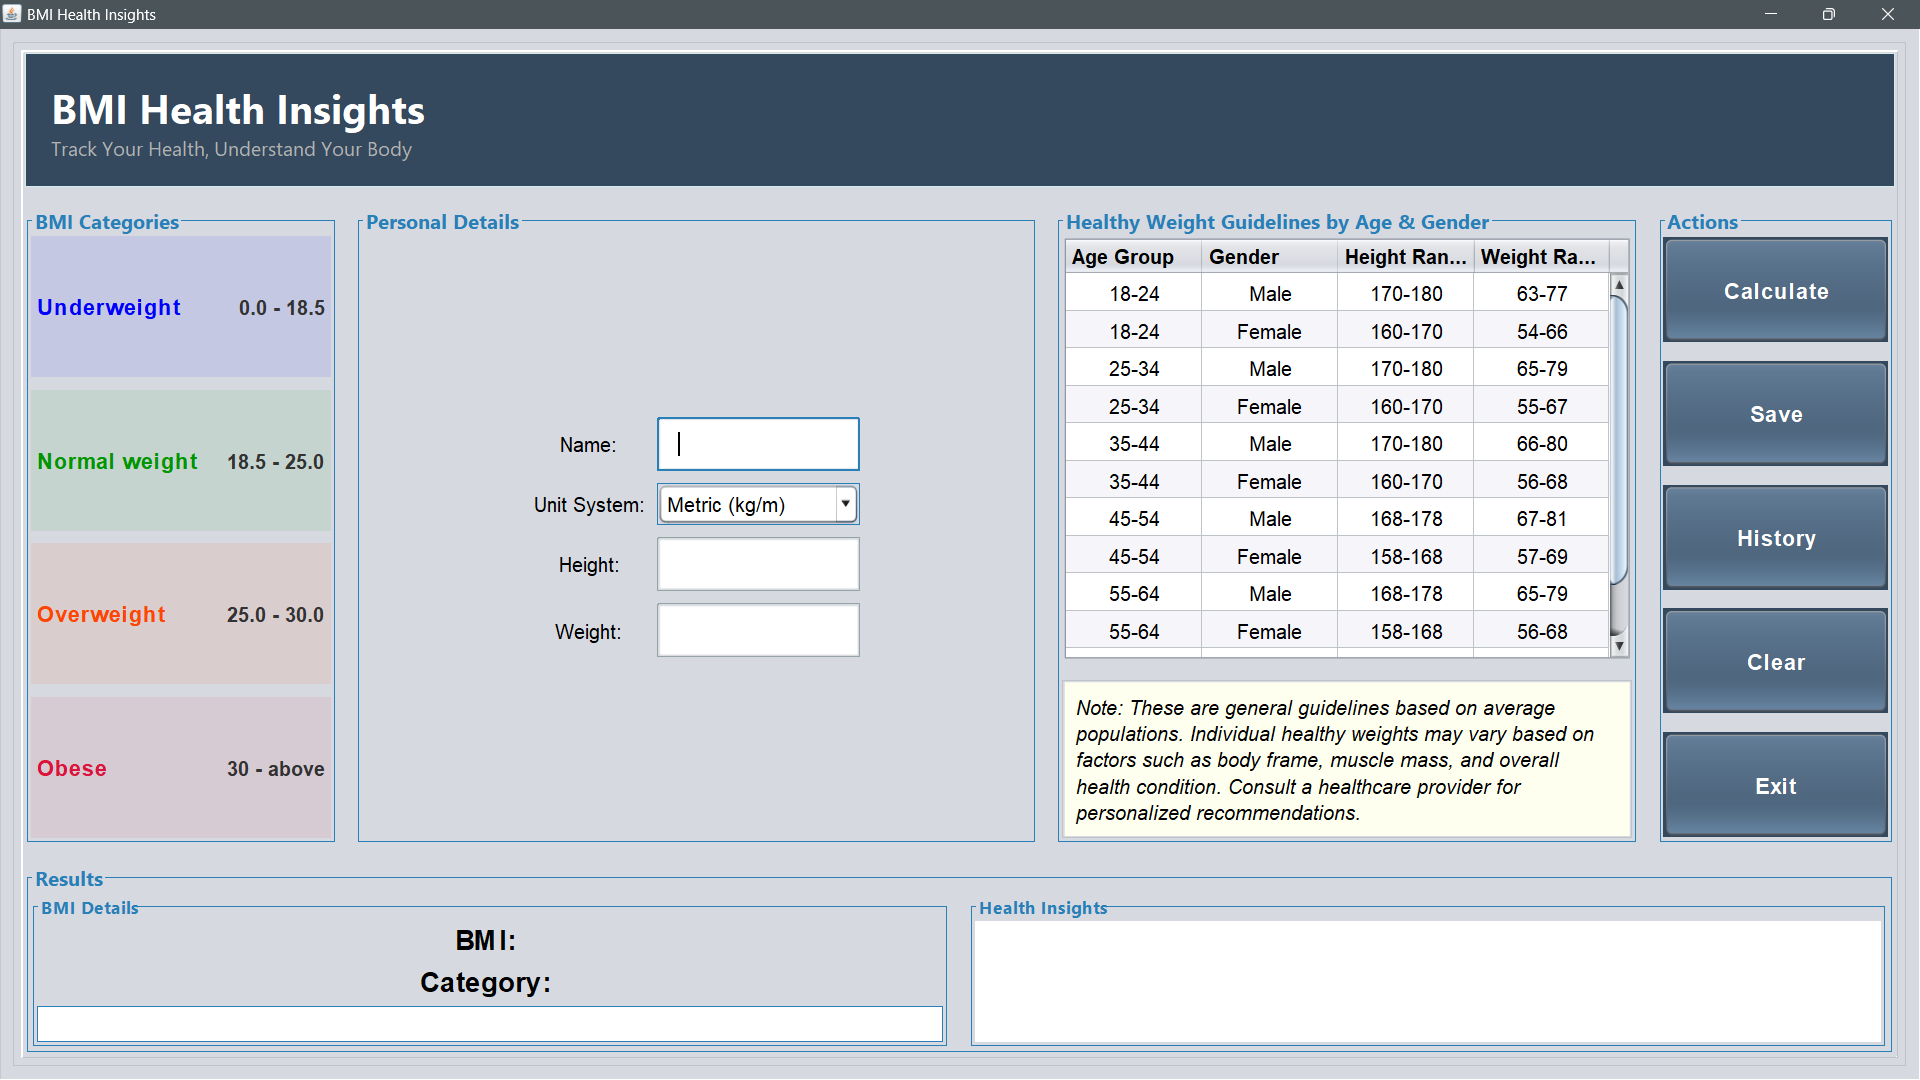 BMI Health Insights
BMI Health Insights
Track Your Health, Understand Your Body
BMI Categories
Underweight 0.0 - 18.5
Normal weight 18.5 - 25.0
Overweight 25.0 - 30.0
Obese 30 - above
Personal Details
Name:
Unit System: Metric (kg/m)
Height:
Weight:
Healthy Weight Guidelines by Age & Gender
Age Group Gender Height Ran... Weight Ra...
18-24 Male 170-180 63-77
18-24 Female 160-170 54-66
25-34 Male 170-180 65-79
25-34 Female 160-170 55-67
35-44 Male 170-180 66-80
35-44 Female 160-170 56-68
45-54 Male 168-178 67-81
45-54 Female 158-168 57-69
55-64 Male 168-178 65-79
55-64 Female 158-168 56-68
Note: These are general guidelines based on average
populations. Individual healthy weights may vary based on
factors such as body frame, muscle mass, and overall
health condition. Consult a healthcare provider for
personalized recommendations.
Actions
Calculate
Save
History
Clear
Exit
Results
BMI Details
BMI:
Category:
Health Insights